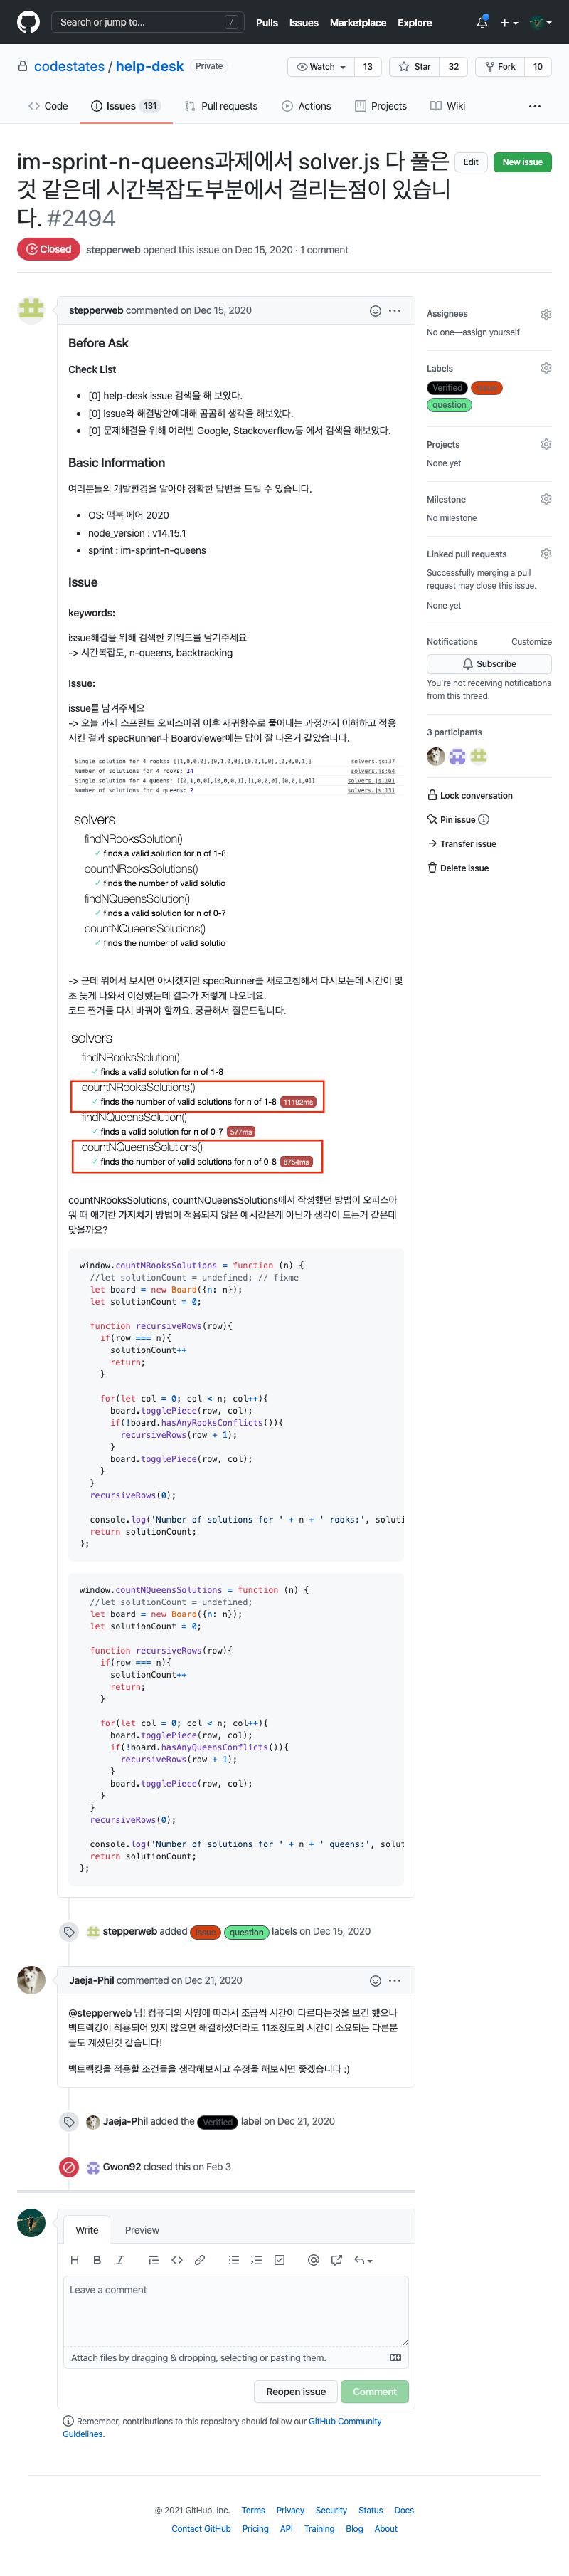 Search or jump to...
/
Pulls Issues Marketplace Explore
codestates / help-desk Private
Watch 13
Star 32
Fork 10
Code
Issues 131
Pull requests
Actions
Projects
Wiki
im-sprint-n-queens과제에서 solver.js 다 풀은
것 같은데 시간복잡도부분에서 걸리는점이 있습니
다. #2494
Edit
New issue
Closed
stepperweb opened this issue on Dec 15, 2020 · 1 comment
stepperweb commented on Dec 15, 2020
Before Ask
Check List
[0] help-desk issue 검색을 해 보았다.
[0] issue와 해결방안에대해 곰곰히 생각을 해보았다.
[0] 문제해결을 위해 여러번 Google, Stackoverflow등 에서 검색을 해보았다.
Basic Information
여러분들의 개발환경을 알아야 정확한 답변을 드릴 수 있습니다.
OS: 맥북 에어 2020
node_version : v14.15.1
sprint : im-sprint-n-queens
Issue
keywords:
issue해결을 위해 검색한 키워드를 남겨주세요
-> 시간복잡도, n-queens, backtracking
Issue:
issue를 남겨주세요
-> 오늘 과제 스프린트 오피스아워 이후 재귀함수로 풀어내는 과정까지 이해하고 적용
시킨 결과 specRunner나 Boardviewer에는 답이 잘 나온거 같았습니다.
Single solution for 4 rooks: [[1,0,0,0],[0,1,0,0],[0,0,1,0],[0,0,0,1]] solvers.js:37
Number of solutions for 4 rooks: 24 solvers.js:64
Single solution for 4 queens: [[0,1,0,0],[0,0,0,1],[1,0,0,0],[0,0,1,0]] solvers.js:101
Number of solutions for 4 queens: 2 solvers.js:131
solvers
findNRooksSolution()
✓ finds a valid solution for n of 1-8
countNRooksSolutions()
✓ finds the number of valid solutic
findNQueensSolution()
✓ finds a valid solution for n of 0-7
countNQueensSolutions()
✓ finds the number of valid solutic
-> 근데 위에서 보시면 아시겠지만 specRunner를 새로고침해서 다시보는데 시간이 몇
초 늦게 나와서 이상했는데 결과가 저렇게 나오네요.
코드 짠거를 다시 바꿔야 할까요. 궁금해서 질문드립니다.
solvers
findNRooksSolution()
✓ finds a valid solution for n of 1-8
countNRooksSolutions()
✓ finds the number of valid solutions for n of 1-8 11192ms
findNQueensSolution()
✓ finds a valid solution for n of 0-7 577ms
countNQueensSolutions()
✓ finds the number of valid solutions for n of 0-8 8754ms
countNRooksSolutions, countNQueensSolutions에서 작성했던 방법이 오피스아
워 때 얘기한 가지치기 방법이 적용되지 않은 예시같은게 아닌가 생각이 드는거 같은데
맞을까요?
window.countNRooksSolutions = function (n) {
//let solutionCount = undefined; // fixme
let board = new Board({n: n});
let solutionCount = 0;
function recursiveRows(row){
if(row === n){
solutionCount++
return;
}
for(let col = 0; col < n; col++){
board.togglePiece(row, col);
if(!board.hasAnyRooksConflicts()){
recursiveRows(row + 1);
}
board.togglePiece(row, col);
}
}
recursiveRows(0);
console.log('Number of solutions for ' + n + ' rooks:', soluti
return solutionCount;
};
window.countNQueensSolutions = function (n) {
//let solutionCount = undefined;
let board = new Board({n: n});
let solutionCount = 0;
function recursiveRows(row){
if(row === n){
solutionCount++
return;
}
for(let col = 0; col < n; col++){
board.togglePiece(row, col);
if(!board.hasAnyQueensConflicts()){
recursiveRows(row + 1);
}
board.togglePiece(row, col);
}
}
recursiveRows(0);
console.log('Number of solutions for ' + n + ' queens:', solut
return solutionCount;
};
stepperweb added issue question labels on Dec 15, 2020
Jaeja-Phil commented on Dec 21, 2020
@stepperweb 님! 컴퓨터의 사양에 따라서 조금씩 시간이 다르다는것을 보긴 했으나
백트랙킹이 적용되어 있지 않으면 해결하셨더라도 11초정도의 시간이 소요되는 다른분
들도 계셨던것 같습니다!
백트랙킹을 적용할 조건들을 생각해보시고 수정을 해보시면 좋겠습니다 :)
Jaeja-Phil added the Verified label on Dec 21, 2020
Gwon92 closed this on Feb 3
Assignees
No one—assign yourself
Labels
Verified issue
question
Projects
None yet
Milestone
No milestone
Linked pull requests
Successfully merging a pull
request may close this issue.
None yet
Notifications Customize
Subscribe
You're not receiving notifications
from this thread.
3 participants
Lock conversation
Pin issue
Transfer issue
Delete issue
Write Preview
Leave a comment
Attach files by dragging & dropping, selecting or pasting them.
Reopen issue
Comment
Remember, contributions to this repository should follow our GitHub Community
Guidelines.
© 2021 GitHub, Inc. Terms Privacy Security Status Docs
Contact GitHub Pricing API Training Blog About